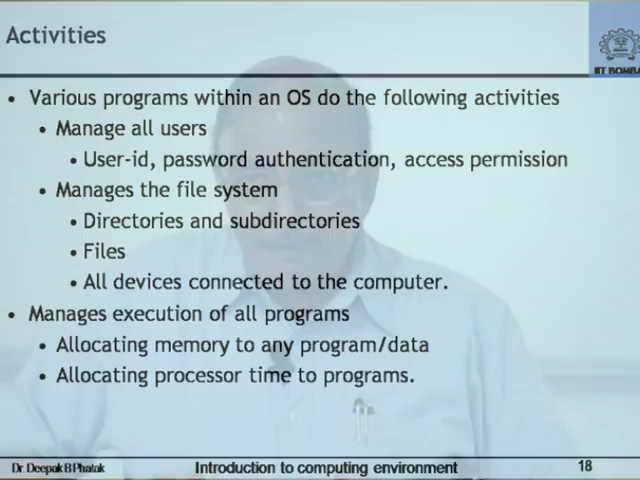 Activities
IIT BOMBAY
• Various programs within an OS do the following activities
• Manage all users
• User-id, password authentication, access permission
• Manages the file system
• Directories and subdirectories
• Files
• All devices connected to the computer.
• Manages execution of all programs
• Allocating memory to any program/data
• Allocating processor time to programs.
Dr. Deepak B Phatak
Introduction to computing environment
18